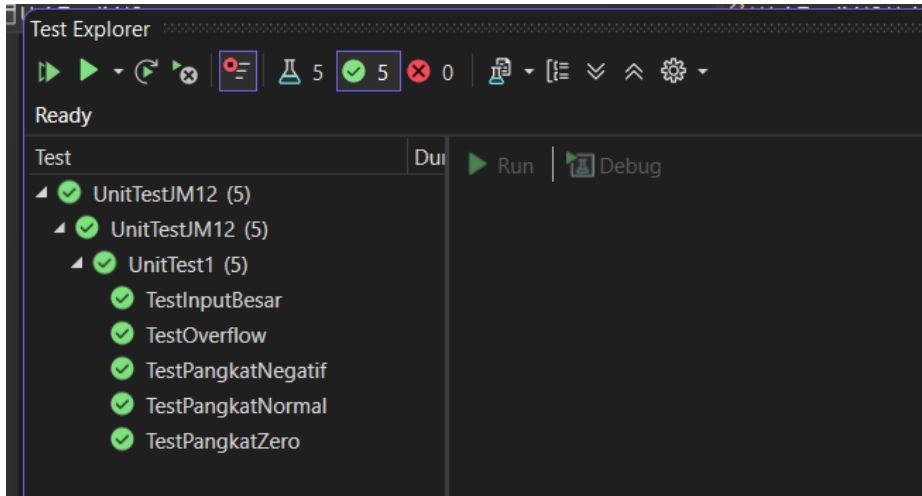 Test Explorer
5 5 0
Ready
Test Dur Run Debug
UnitTestJM12 (5)
UnitTestJM12 (5)
UnitTest1 (5)
TestInputBesar
TestOverflow
TestPangkatNegatif
TestPangkatNormal
TestPangkatZero